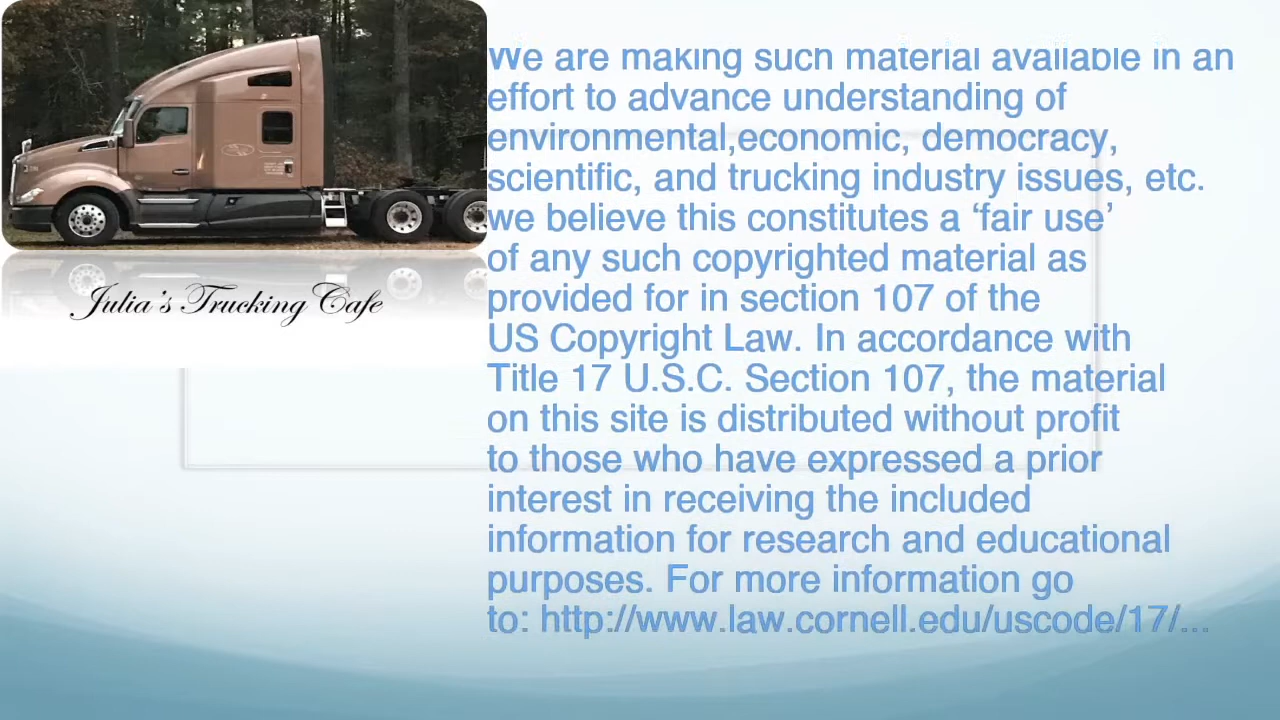 We are making such material available in an
effort to advance understanding of
environmental,economic, democracy,
scientific, and trucking industry issues, etc.
we believe this constitutes a ‘fair use’
of any such copyrighted material as
provided for in section 107 of the
US Copyright Law. In accordance with
Title 17 U.S.C. Section 107, the material
on this site is distributed without profit
to those who have expressed a prior
interest in receiving the included
information for research and educational
purposes. For more information go
to: http://www.law.cornell.edu/uscode/17/...
Julia's Trucking Cafe